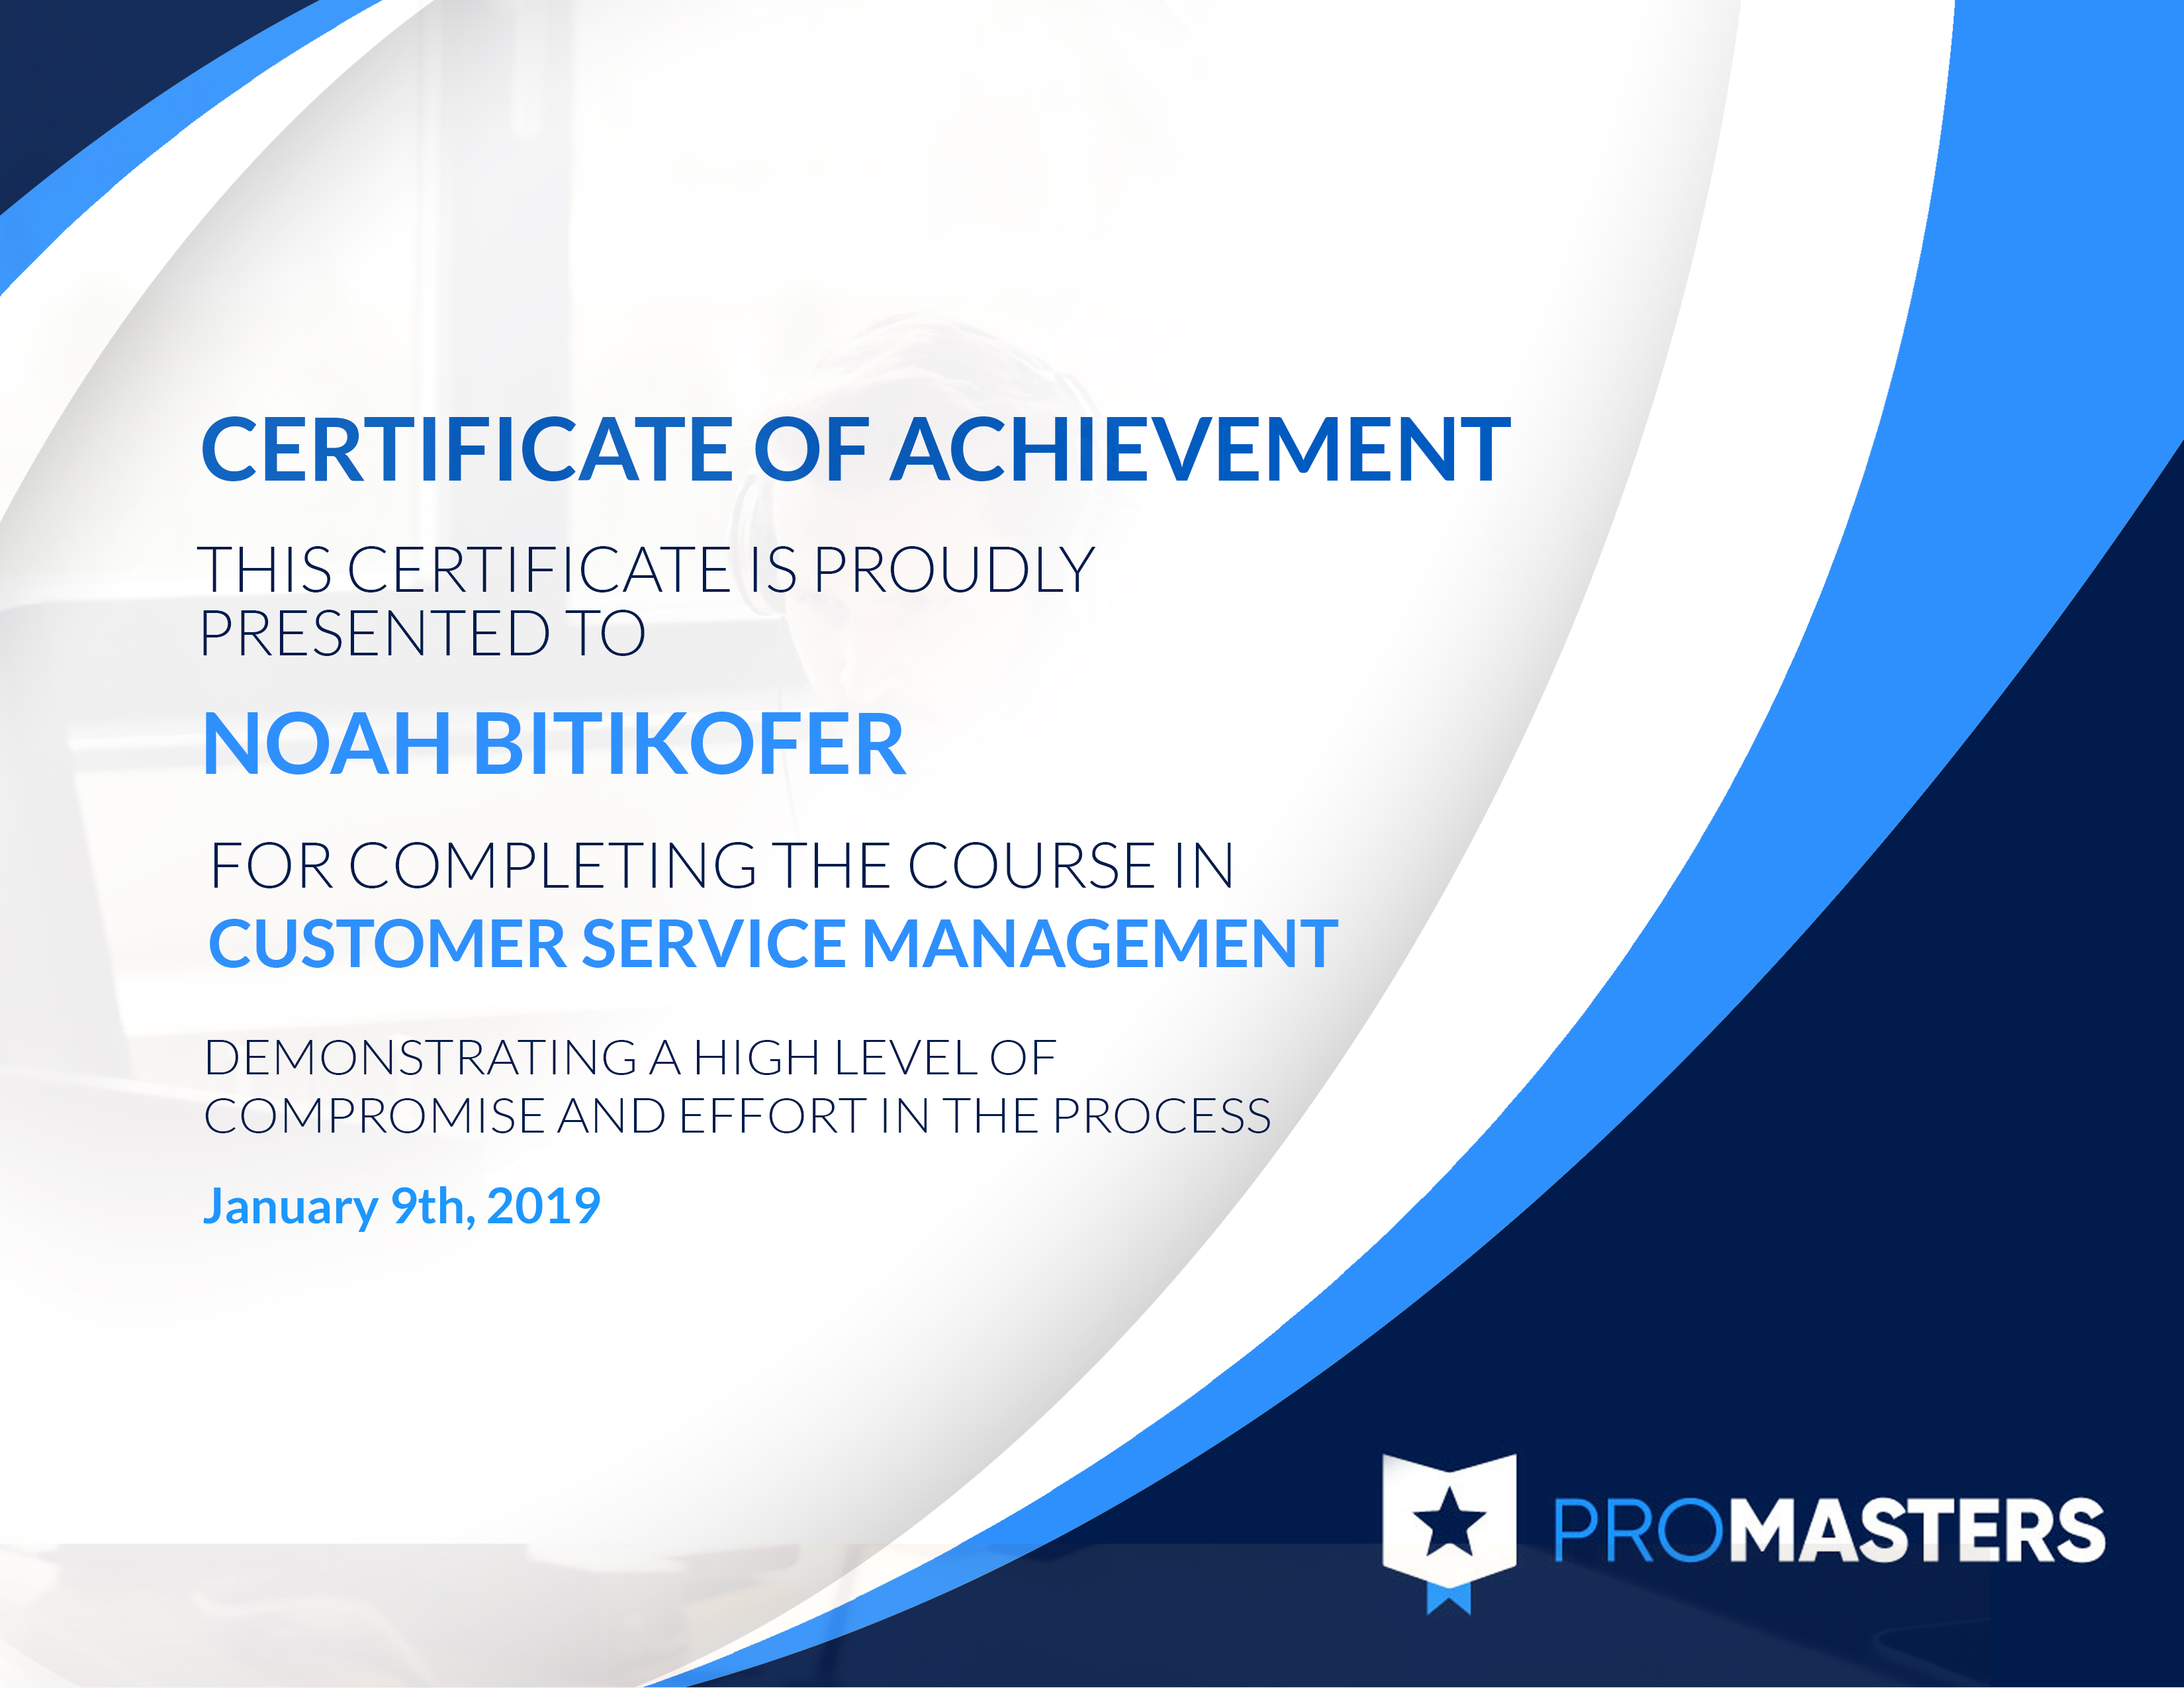 CERTIFICATE OF ACHIEVEMENT
THIS CERTIFICATE IS PROUDLY
PRESENTED TO
NOAH BITIKOFER
FOR COMPLETING THE COURSE IN
CUSTOMER SERVICE MANAGEMENT
DEMONSTRATING A HIGH LEVEL OF
COMPROMISE AND EFFORT IN THE PROCESS
January 9th, 2019
PROMASTERS